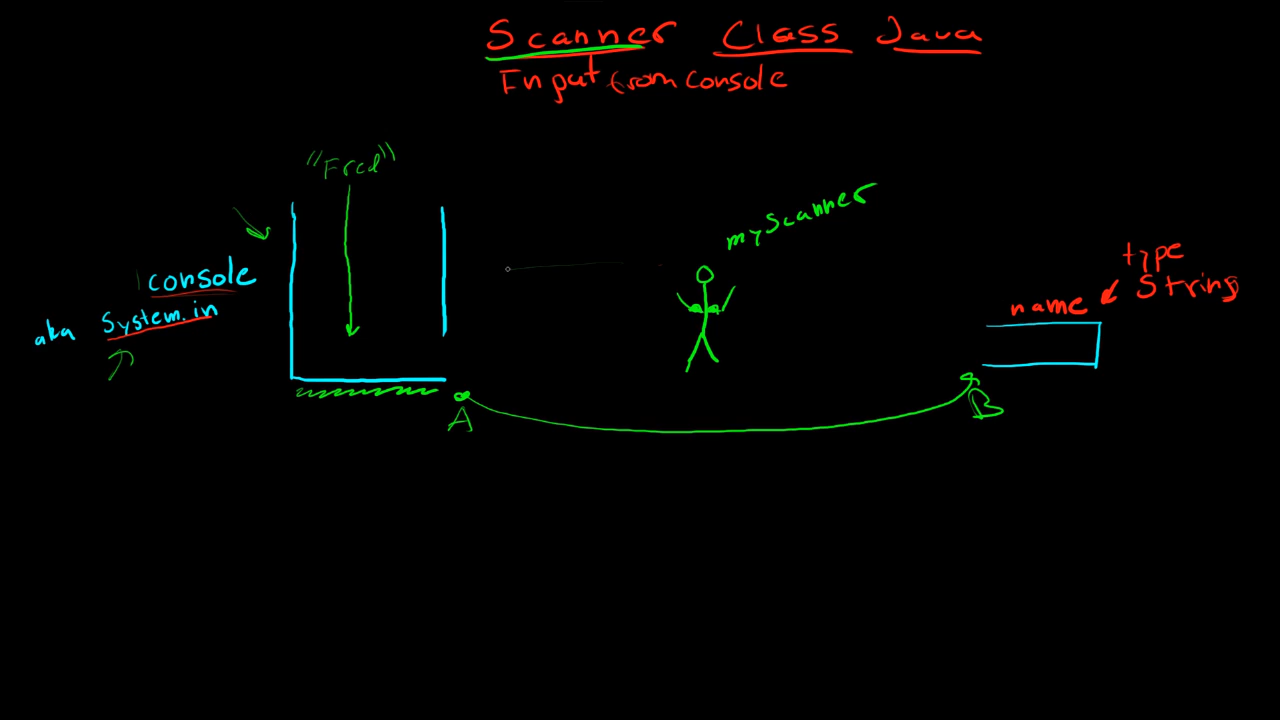 Scanner Class Java
Input from Console
"Fred"
myScanner
type
String
name
console
aka System.in
A
B